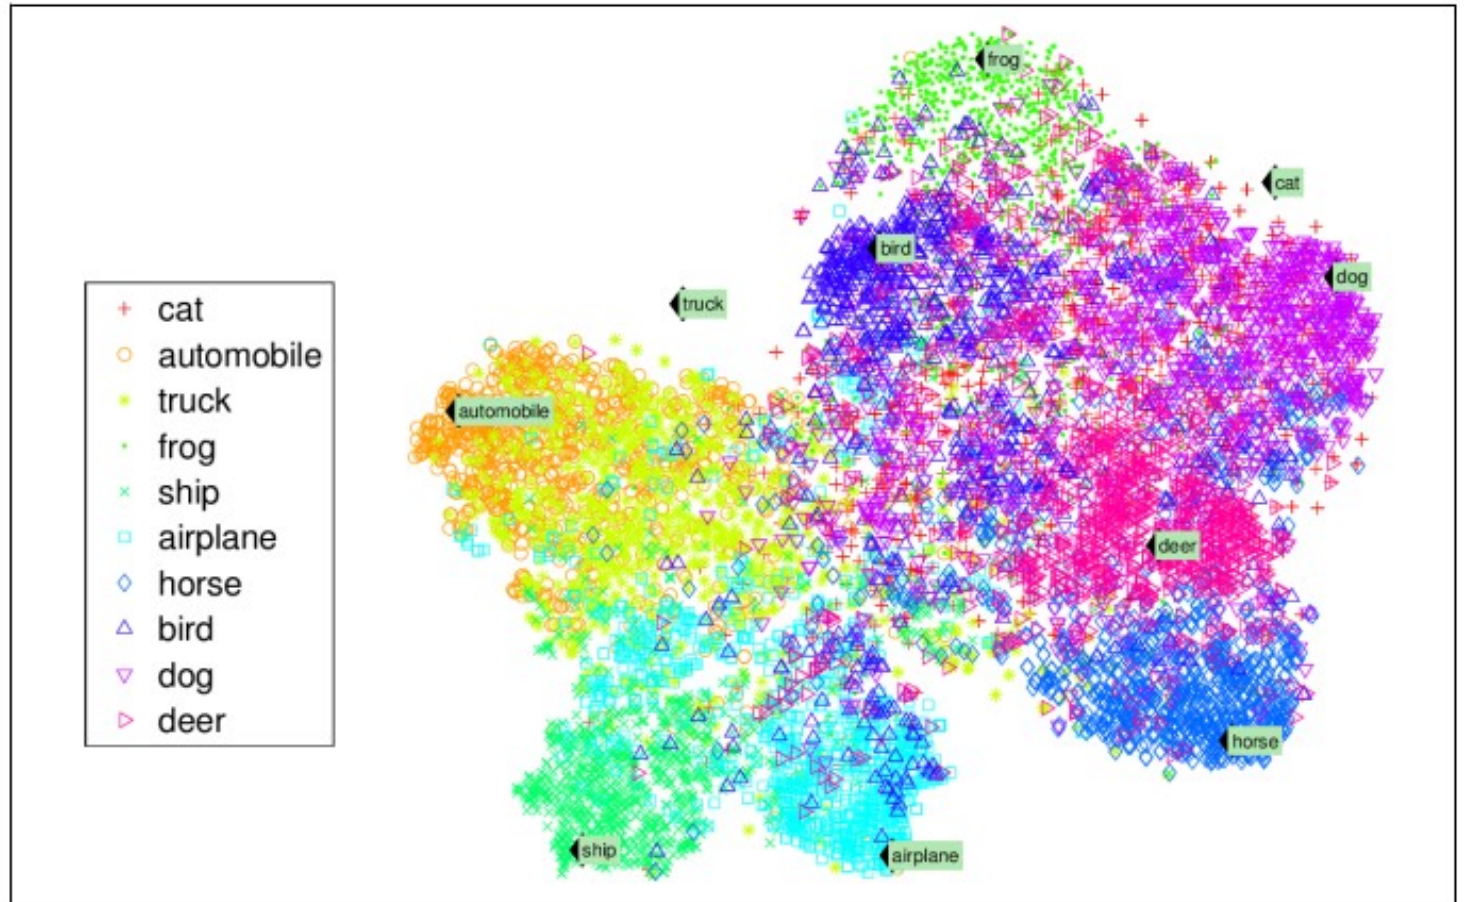 frog
cat
bird
dog
truck
cat
automobile
truck
frog
ship
airplane
horse
bird
dog
deer
automobile
deer
horse
ship
airplane